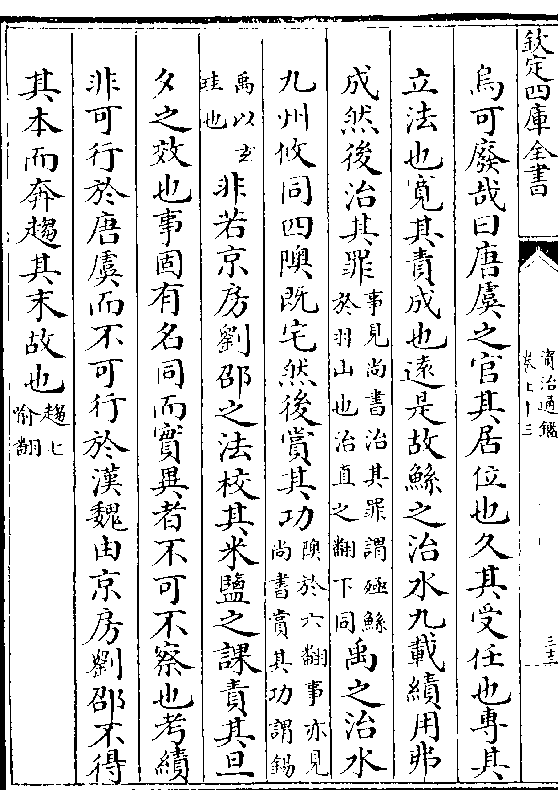 欽定四庫全書
資治通鑑
卷七十三
三十三
烏可廢哉曰唐虞之官其居位也久其受任也專其
立法也寛其責成也遠是故鯀之治水九載績用弗
成然後治其罪事見尚書治其罪謂殛鯀於羽山也治直之翻下同禹之治水
九州攸同四隩既宅然後賞其功隩於六翻事亦見尚書賞其功謂錫
禹以玄珪也非若京房劉邵之法校其米鹽之課責其旦
夕之效也事固有名同而實異者不可不察也考績
非可行於唐虞而不可行於漢魏由京房劉邵不得
其本而奔趨其末故也趨七喻翻